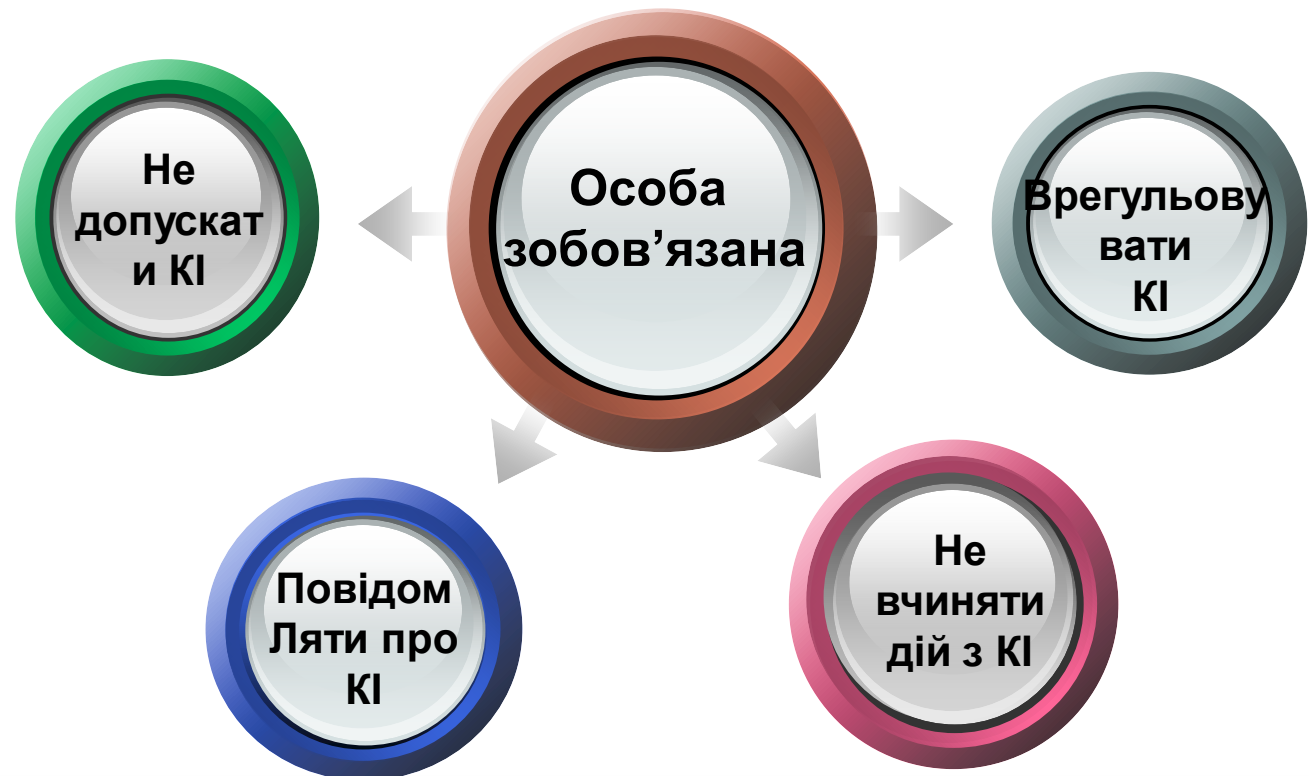 Особа
зобов’язана
Не
допускат
и КІ
Врегульову
вати
КІ
Повідом
Ляти про
КІ
Не
вчиняти
дій з КІ